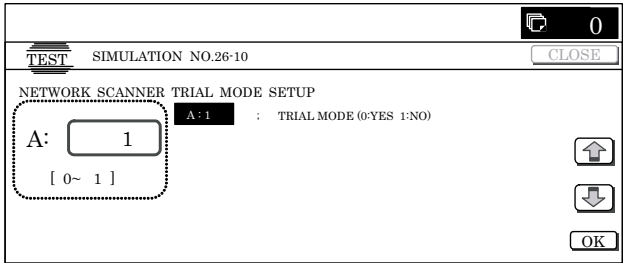 0
TEST SIMULATION NO.26-10 CLOSE
NETWORK SCANNER TRIAL MODE SETUP
A:1 : TRIAL MODE (0:YES 1:NO)
A: 1
[ 0~ 1 ]
OK